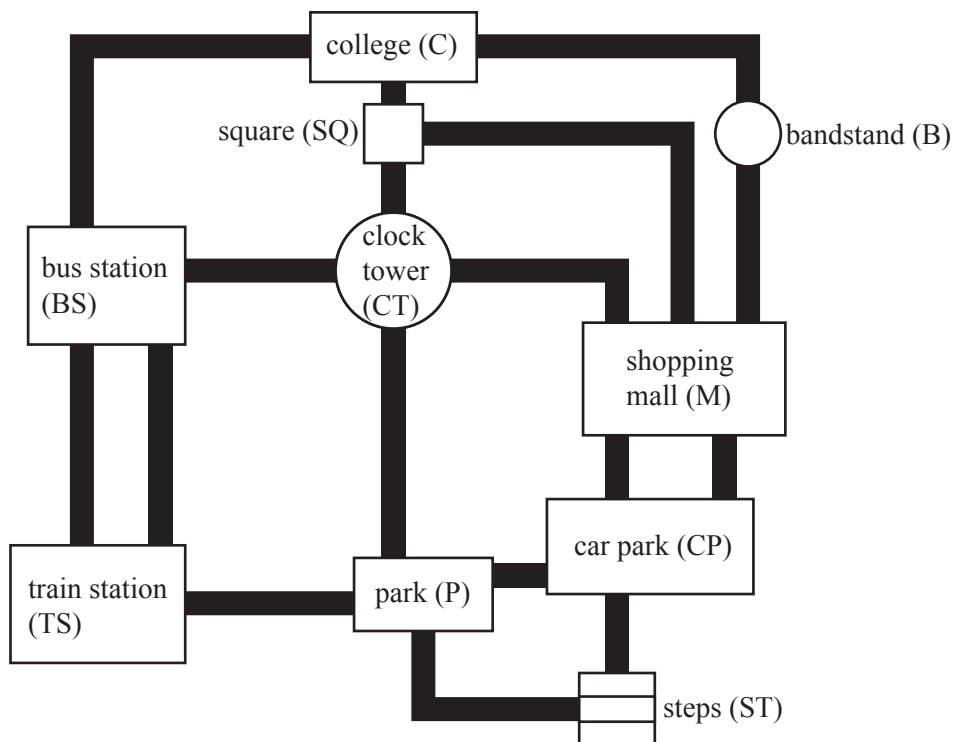 college (C)
square (SQ)
bandstand (B)
clock
tower
(CT)
bus station
(BS)
shopping
mall (M)
car park (CP)
train station
(TS)
park (P)
steps (ST)